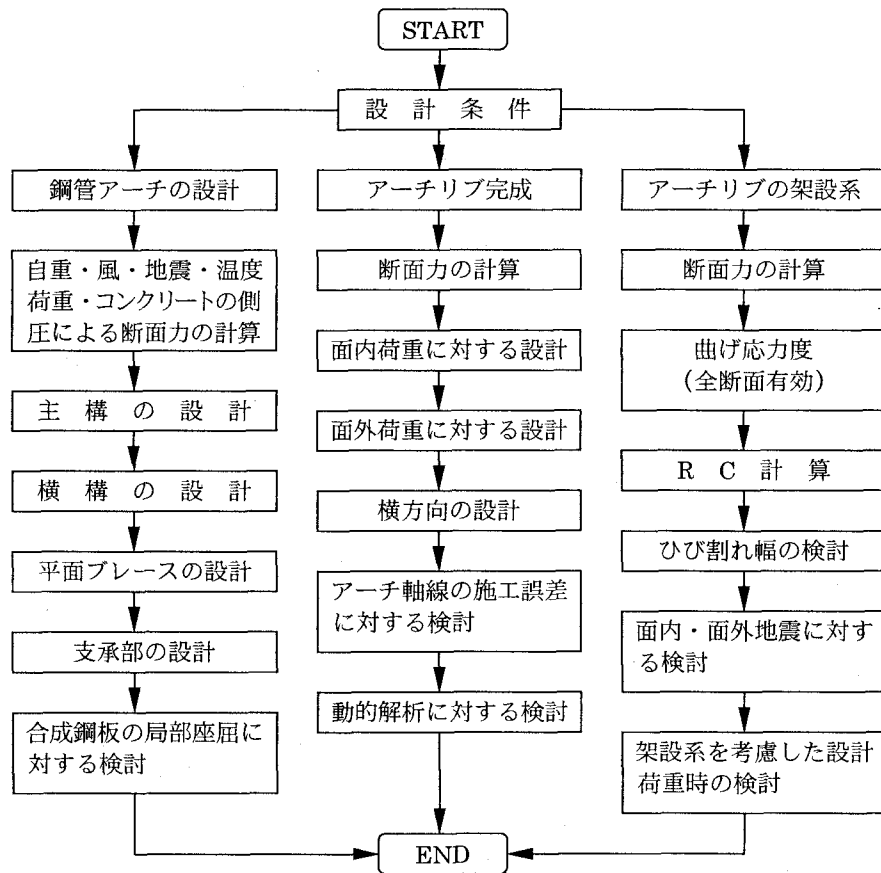 START
設計条件
鋼管アーチの設計
自重・風・地震・温度
荷重・コンクリートの側
圧による断面力の計算
主構の設計
横構の設計
平面ブレースの設計
支承部の設計
合成鋼板の局部座屈に
対する検討
アーチリブ完成
断面力の計算
面内荷重に対する設計
面外荷重に対する設計
横方向の設計
アーチ軸線の施工誤差
に対する検討
動的解析に対する検討
アーチリブの架設系
断面力の計算
曲げ応力度
(全断面有効)
RC計算
ひび割れ幅の検討
面内・面外地震に対す
る検討
架設系を考慮した設計
荷重時の検討
END